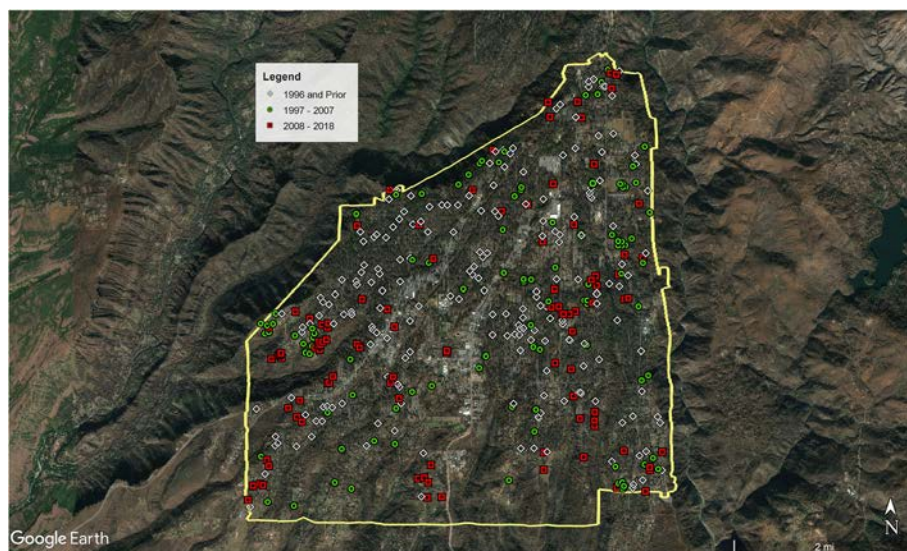 Legend
1996 and Prior
1997 - 2007
2008 - 2018
Google Earth
N
2 mi